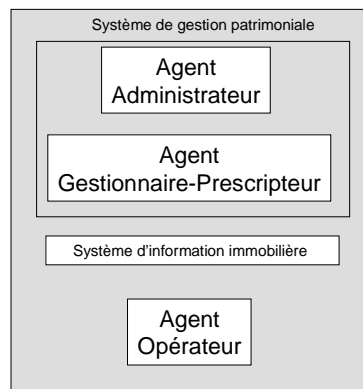 Système de gestion patrimoniale
Agent
Administrateur
Agent
Gestionnaire-Prescripteur
Système d'information immobilière
Agent
Opérateur